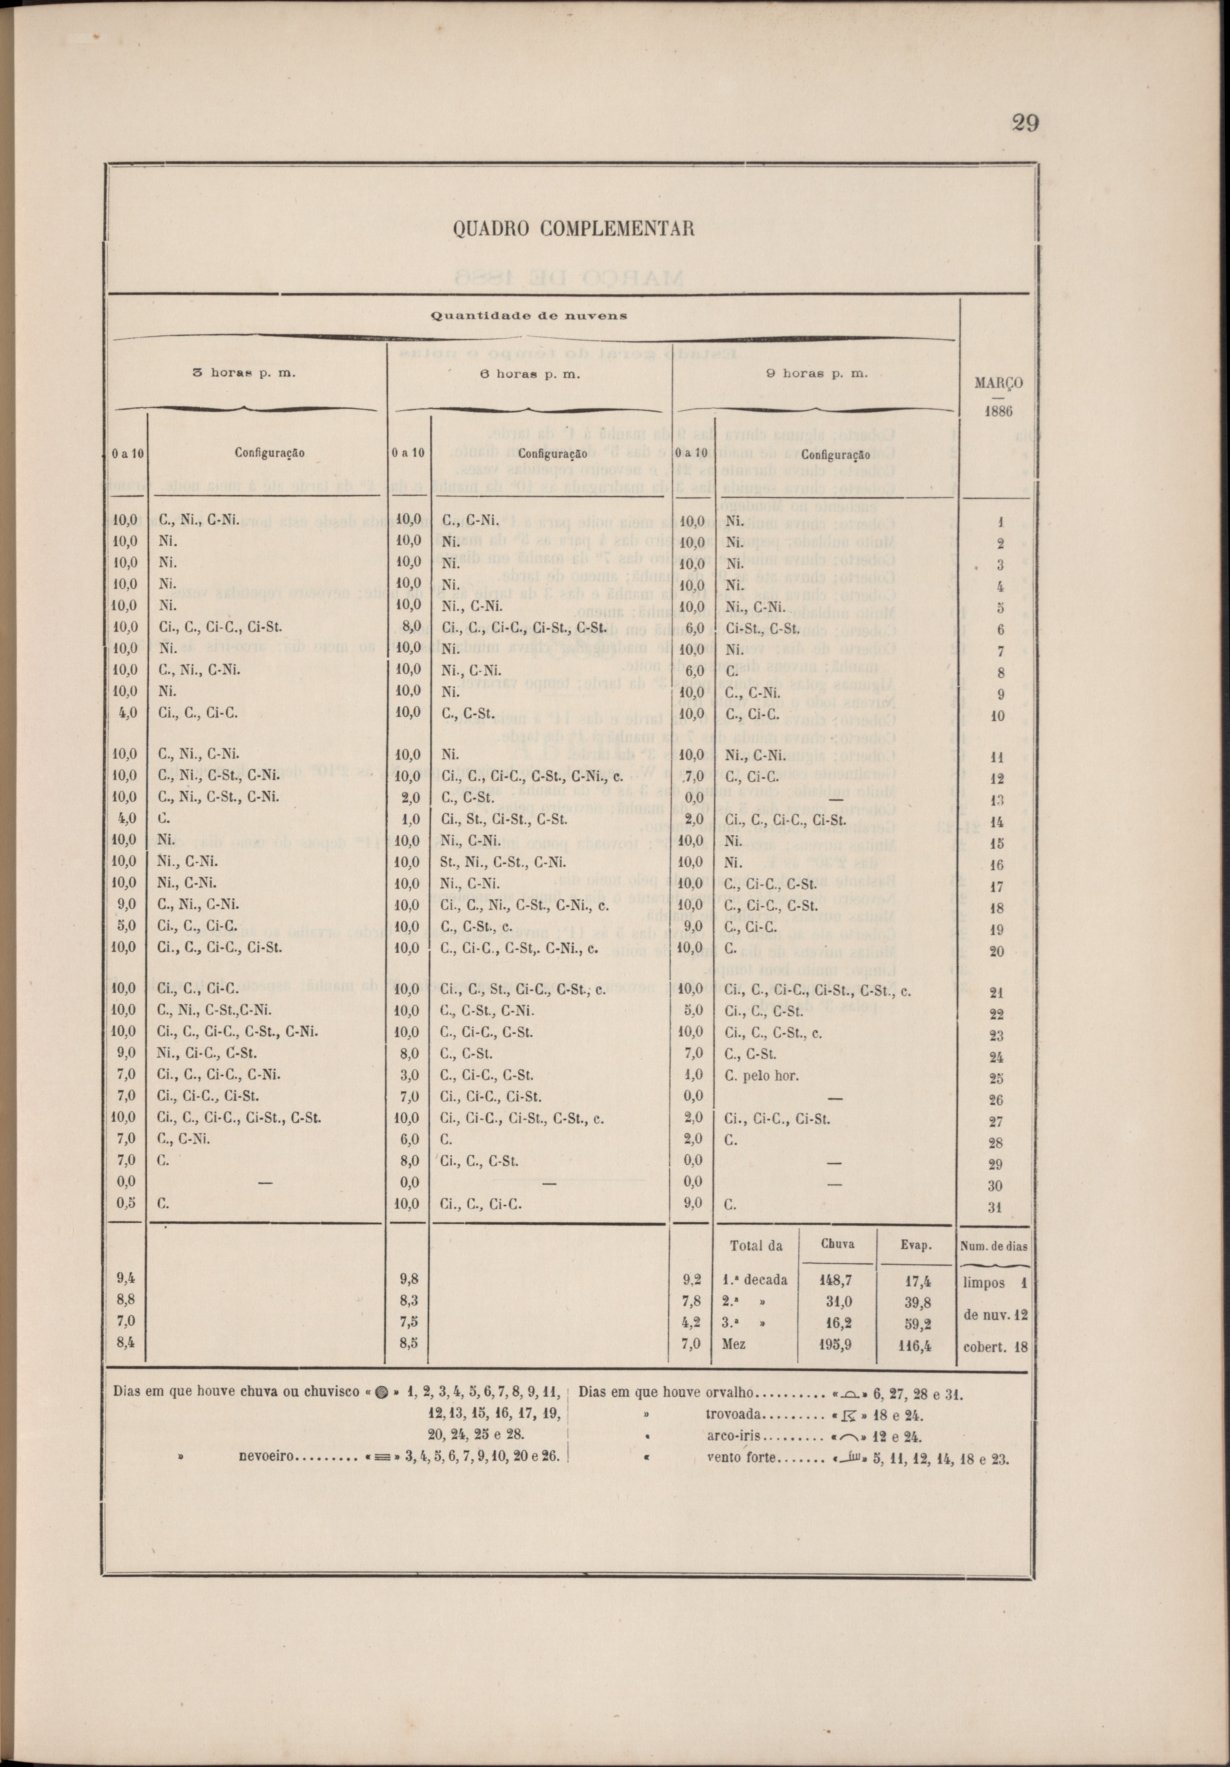 29
QUADRO COMPLEMENTAR
Quantidade de nuvens
3 horas p. m. 6 horas p. m. 9 horas p. m. MARÇO
1886
0 a 10 Configuração 0 a 10 Configuração 0 a 10 Configuração
10,0 C., Ni., C-Ni. 10,0 C., C-Ni. 10,0 Ni. 1
10,0 Ni. 10,0 Ni. 10,0 Ni. 2
10,0 Ni. 10,0 Ni. 10,0 Ni. 3
10,0 Ni. 10,0 Ni. 10,0 Ni. 4
10,0 Ni. 10,0 Ni., C-Ni. 10,0 Ni., C-Ni. 5
10,0 Ci., C., Ci-C., Ci-St. 8,0 Ci., C., Ci-C., Ci-St., C-St. 6,0 Ci-St., C-St. 6
10,0 Ni. 10,0 Ni. 10,0 Ni. 7
10,0 C., Ni., C-Ni. 10,0 Ni., C-Ni. 6,0 C. 8
10,0 Ni. 10,0 Ni. 10,0 C., C-Ni. 9
4,0 Ci., C., Ci-C. 10,0 C., C-St. 10,0 C., Ci-C. 10
10,0 C., Ni., C-Ni. 10,0 Ni. 10,0 Ni., C-Ni. 11
10,0 C., Ni., C-St., C-Ni. 10,0 Ci., C., Ci-C., C-St., C-Ni., c. 7,0 C., Ci-C. 12
10,0 C., Ni., C-St., C-Ni. 2,0 C., C-St. 0,0 — 13
4,0 C. 1,0 Ci., St., Ci-St., C-St. 2,0 Ci., C., Ci-C., Ci-St. 14
10,0 Ni. 10,0 Ni., C-Ni. 10,0 Ni. 15
10,0 Ni., C-Ni. 10,0 St., Ni., C-St., C-Ni. 10,0 Ni. 16
10,0 Ni., C-Ni. 10,0 Ni., C-Ni. 10,0 C., Ci-C., C-St. 17
9,0 C., Ni., C-Ni. 10,0 Ci., C., Ni., C-St., C-Ni., c. 10,0 C., Ci-C., C-St. 18
5,0 Ci., C., Ci-C. 10,0 C., C-St., c. 9,0 C., Ci-C. 19
10,0 Ci., C., Ci-C., Ci-St. 10,0 C., Ci-C., C-St,. C-Ni., c. 10,0 C. 20
10,0 Ci., C., Ci-C. 10,0 Ci., C., St., Ci-C., C-St., c. 10,0 Ci., C., Ci-C., Ci-St., C-St., c. 21
10,0 C., Ni., C-St.,C-Ni. 10,0 C., C-St., C-Ni. 5,0 Ci., C., C-St. 22
10,0 Ci., C., Ci-C., C-St., C-Ni. 10,0 C., Ci-C., C-St. 10,0 Ci., C., C-St., c. 23
9,0 Ni., Ci-C., C-St. 8,0 C., C-St. 7,0 C., C-St. 24
7,0 Ci., C., Ci-C., C-Ni. 3,0 C., Ci-C., C-St. 1,0 C. pelo hor. 25
7,0 Ci., Ci-C., Ci-St. 7,0 Ci., Ci-C., Ci-St. 0,0 — 26
10,0 Ci., C., Ci-C., Ci-St., C-St. 10,0 Ci., Ci-C., Ci-St., C-St., c. 2,0 Ci., Ci-C., Ci-St. 27
7,0 C., C-Ni. 6,0 C. 2,0 C. 28
7,0 C. 8,0 Ci., C., C-St. 0,0 — 29
0,0 — 0,0 — 0,0 — 30
0,5 C. 10,0 Ci., C., Ci-C. 9,0 C. 31
Total da Chuva Evap. Num. de dias
9,4 9,8 9,2 1.ª decada 148,7 17,4 limpos 1
8,8 8,3 7,8 2.ª » 31,0 39,8
de nuv. 12
7,0 7,5 4,2 3.ª » 16,2 59,2
8,4 8,5 7,0 Mez 195,9 116,4 cobert. 18
Dias em que houve chuva ou chuvisco « » 1, 2, 3, 4, 5, 6, 7, 8, 9, 11,
12, 13, 15, 16, 17, 19,
20, 24, 25 e 28.
» nevoeiro......... « » 3, 4, 5, 6, 7, 9, 10, 20 e 26.
Dias em que houve orvalho.......... « » 6, 27, 28 e 31.
» trovoada......... « » 18 e 24.
» arco-iris......... « » 12 e 24.
« vento forte....... « » 5, 11, 12, 14, 18 e 23.